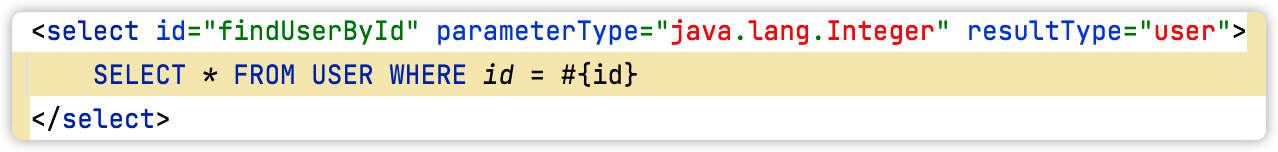 <select id="findUserById" parameterType="java.lang.Integer" resultType="user">
    SELECT * FROM USER WHERE id = #{id}
</select>